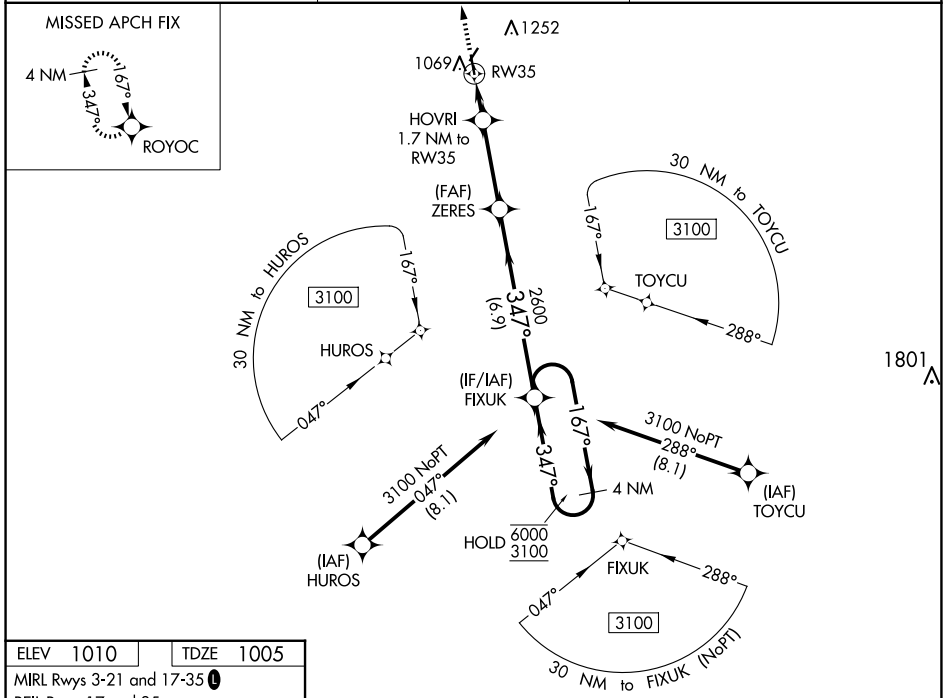 MISSED APCH FIX
4 NM
167°
347°
ROYOC
1252
1069
RW35
HOVRI
1.7 NM to
RW35
(FAF)
ZERES
30 NM to HUROS
167°
3100
HUROS
047°
30 NM to TOYCU
167°
3100
TOYCU
288°
2600
347°
(6.9)
1801
(IF/IAF)
FIXUK
167°
347°
4 NM
HOLD
6000
3100
3100 NoPT
047°
(8.1)
(IAF)
HUROS
3100 NoPT
288°
(8.1)
(IAF)
TOYCU
FIXUK
047°
288°
3100
30 NM to FIXUK (NoPT)
ELEV 1010
TDZE 1005
MIRL Rwys 3-21 and 17-35 L